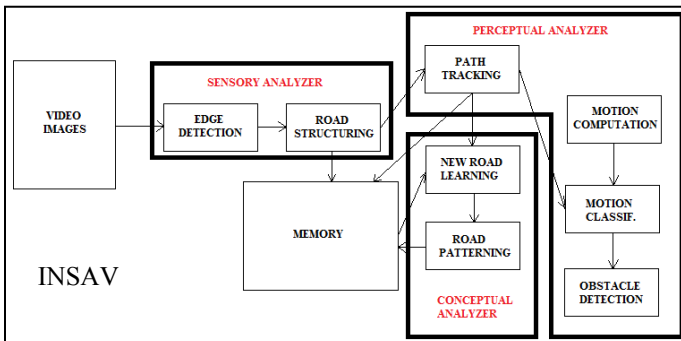 PERCEPTUAL ANALYZER
SENSORY ANALYZER
PATH
TRACKING
VIDEO
IMAGES
EDGE
DETECTION
ROAD
STRUCTURING
MOTION
COMPUTATION
NEW ROAD
LEARNING
MEMORY
ROAD
PATTERNING
MOTION
CLASSIF.
INSAV
CONCEPTUAL
ANALYZER
OBSTACLE
DETECTION